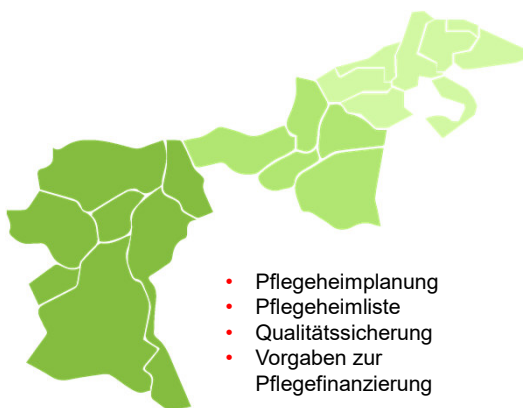 • Pflegeheimplanung
• Pflegeheimliste
• Qualitätssicherung
• Vorgaben zur
Pflegefinanzierung